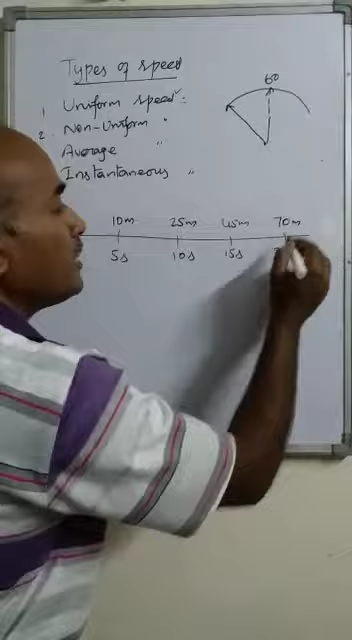 Types of speed
60
1 Uniform speed :
2. Non-Uniform "
Average "
Instantaneous "
10m 25m 45m 70m
5s 10s 15s